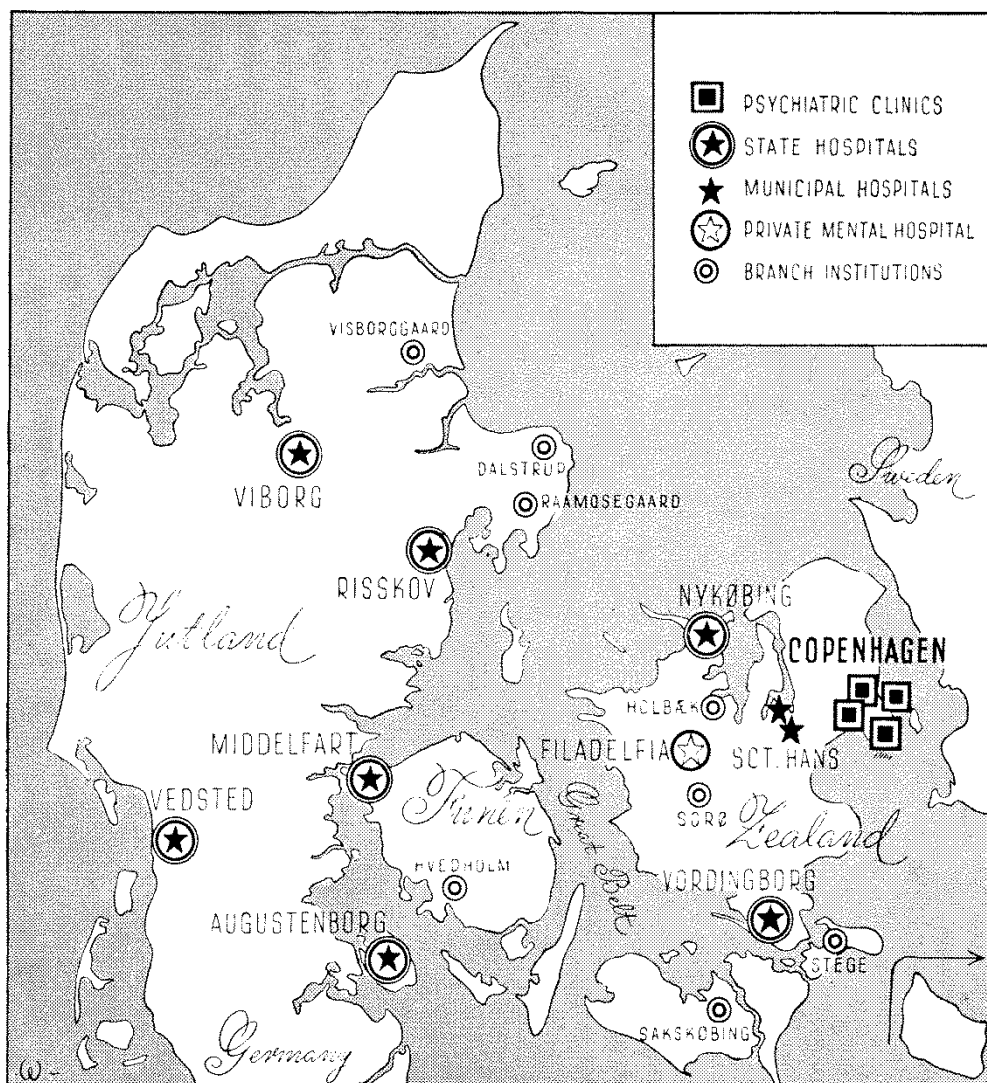 PSYCHIATRIC CLINICS
STATE HOSPITALS
MUNICIPAL HOSPITALS
PRIVATE MENTAL HOSPITAL
BRANCH INSTITUTIONS
VISBORGGAARD
Sweden
DALSTRUP
VIBORG
RAAMOSEGAARD
RISSKOV
NYKØBING
Jutland
COPENHAGEN
HOLBÆK
MIDDELFART
FILADELFIA
SCT. HANS
VEDSTED
Funen
Great Belt
SORØ
Zealand
HVEDHOLM
VORDINGBORG
AUGUSTENBORG
STEGE
SAKSKØBING
Germany
W-